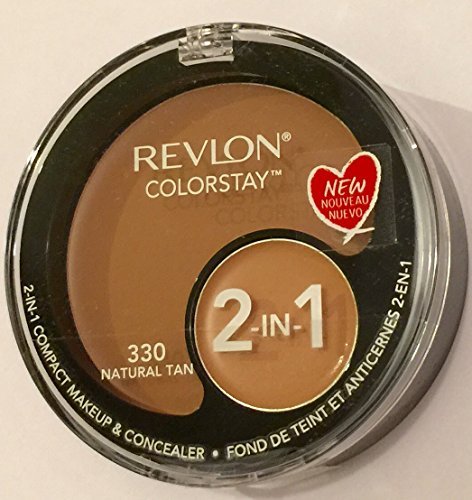 REVLON®
COLORSTAY™
NEW
NOUVEAU
NUEVO
2-IN-1
330
NATURAL TAN
2-IN-1 COMPACT MAKEUP & CONCEALER • FOND DE TEINT ET ANTICERNES 2-EN-1